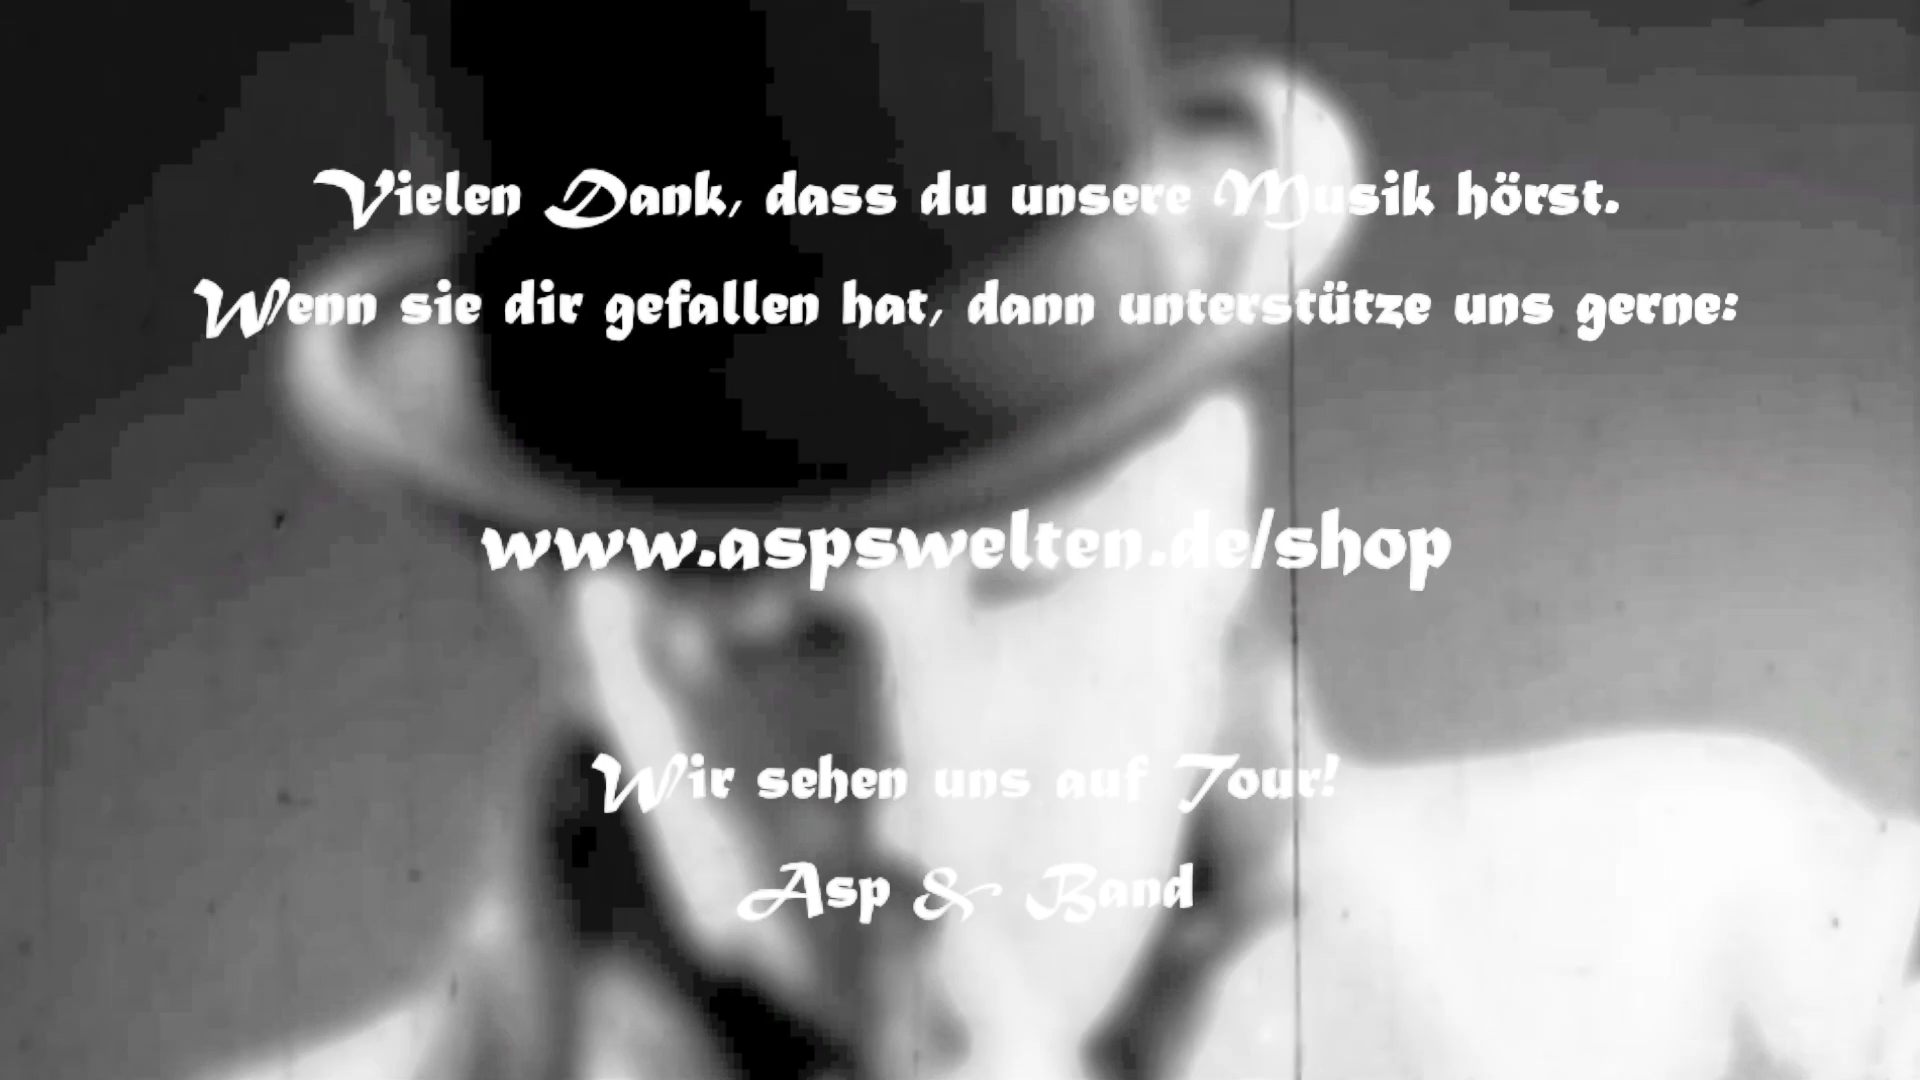 Vielen Dank, dass du unsere Musik hörst.
Wenn sie dir gefallen hat, dann unterstütze uns gerne:
www.aspswelten.de/shop
Wir sehen uns auf Tour!
Asp & Band